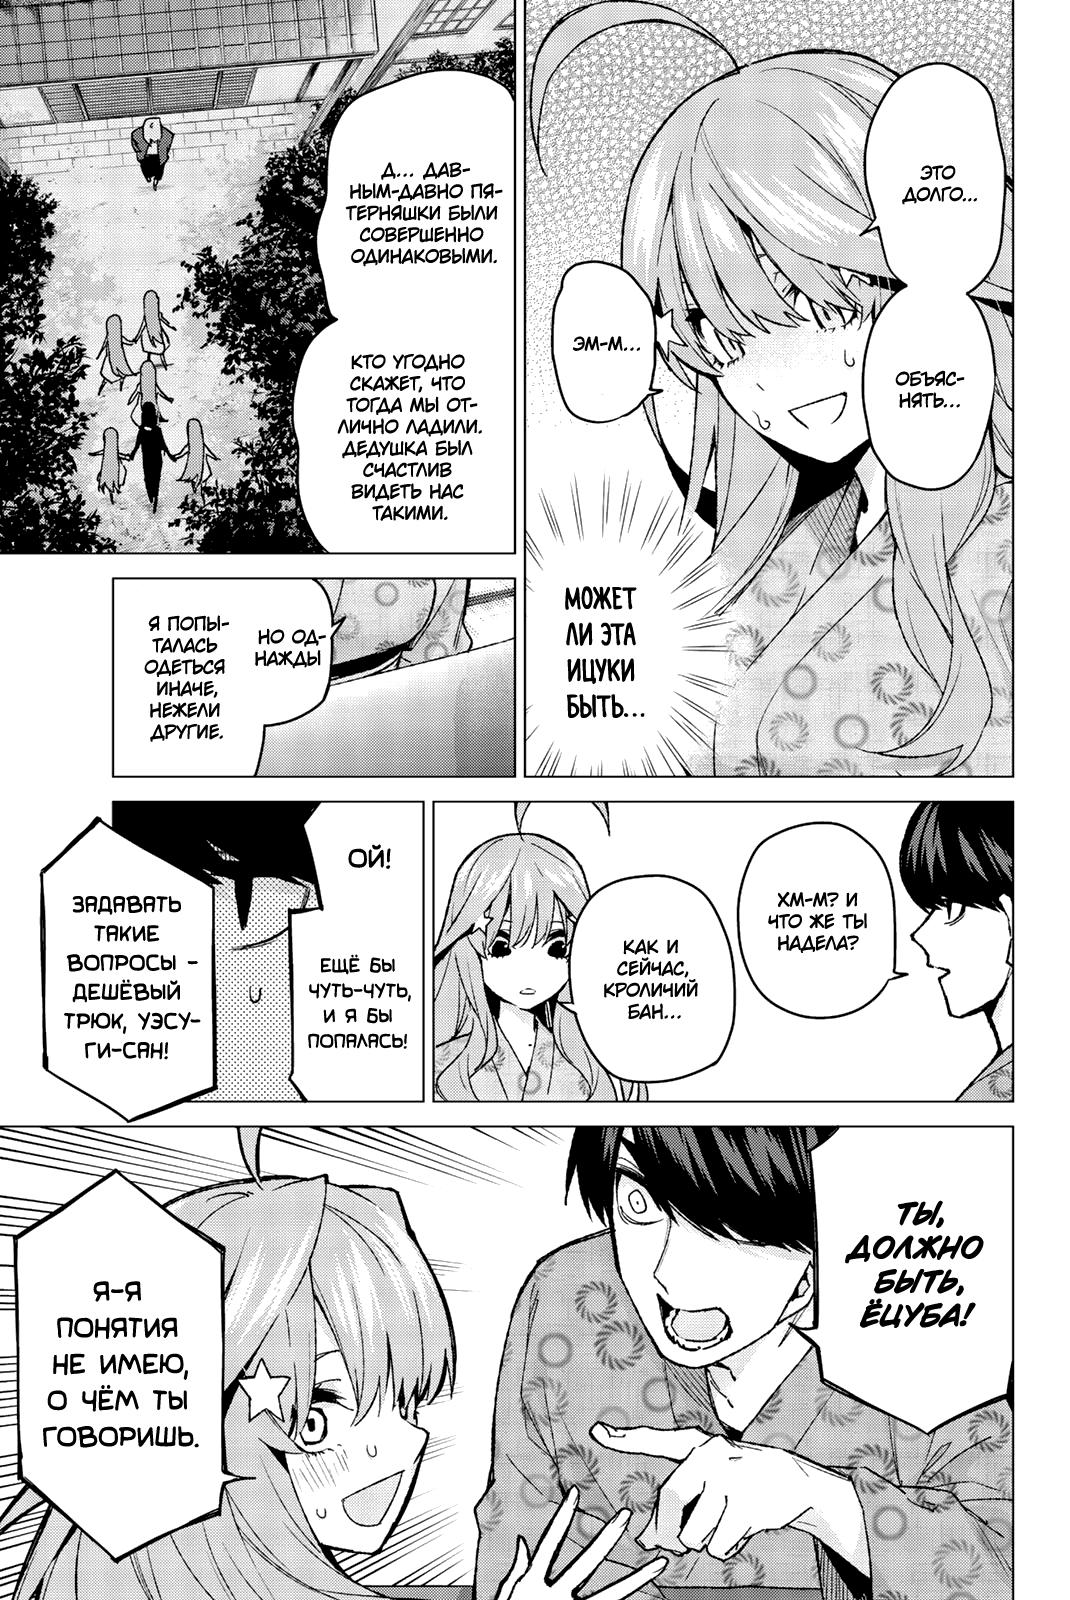 ЭТО
ДОЛГО...
ОБЪЯС-
НЯТЬ...
ЭМ-М...
МОЖЕТ
ЛИ ЭТА
ИЦУКИ
БЫТЬ...
Д... ДАВ-
НЫМ-ДАВНО ПЯ-
ТЕРНЯШКИ БЫЛИ
СОВЕРШЕННО
ОДИНАКОВЫМИ.
КТО УГОДНО
СКАЖЕТ, ЧТО
ТОГДА МЫ ОТ-
ЛИЧНО ЛАДИЛИ.
ДЕДУШКА БЫЛ
СЧАСТЛИВ
ВИДЕТЬ НАС
ТАКИМИ.
НО ОД-
НАЖДЫ
Я ПОПЫ-
ТАЛАСЬ
ОДЕТЬСЯ
ИНАЧЕ,
НЕЖЕЛИ
ДРУГИЕ.
ХМ-М? И
ЧТО ЖЕ ТЫ
НАДЕЛА?
КАК И
СЕЙЧАС,
КРОЛИЧИЙ
БАН...
ОЙ!
ЕЩЁ БЫ
ЧУТЬ-ЧУТЬ,
И Я БЫ
ПОПАЛАСЬ!
ЗАДАВАТЬ
ТАКИЕ
ВОПРОСЫ -
ДЕШЁВЫЙ
ТРЮК, УЭСУ-
ГИ-САН!
ТЫ,
ДОЛЖНО
БЫТЬ,
ЁЦУБА!
Я-Я
ПОНЯТИЯ
НЕ ИМЕЮ,
О ЧЁМ ТЫ
ГОВОРИШЬ.